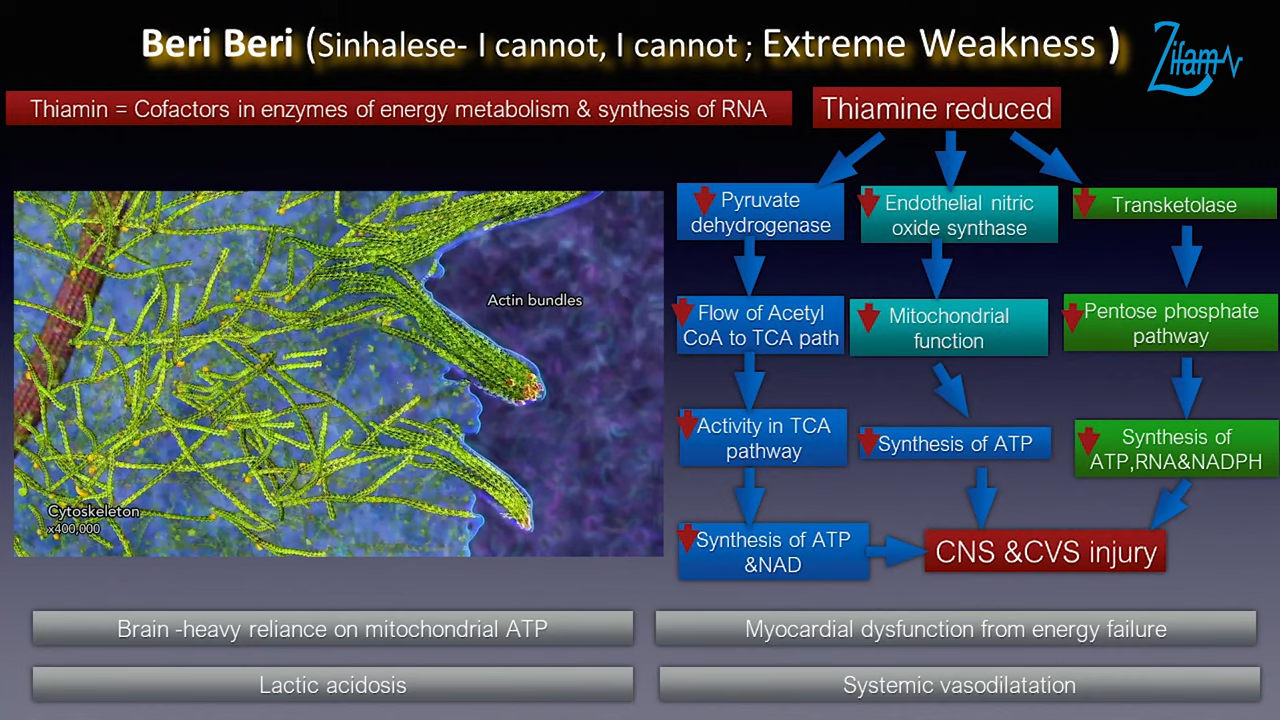 Beri Beri (Sinhalese- I cannot, I cannot ; Extreme Weakness )
Zifam
Thiamin = Cofactors in enzymes of energy metabolism & synthesis of RNA
Thiamine reduced
Pyruvate
dehydrogenase
Endothelial nitric
oxide synthase
Transketolase
Flow of Acetyl
CoA to TCA path
Mitochondrial
function
Pentose phosphate
pathway
Activity in TCA
pathway
Synthesis of ATP
Synthesis of
ATP,RNA&NADPH
Synthesis of ATP
&NAD
CNS &CVS injury
Actin bundles
Cytoskeleton
x400,000
Brain -heavy reliance on mitochondrial ATP
Myocardial dysfunction from energy failure
Lactic acidosis
Systemic vasodilatation